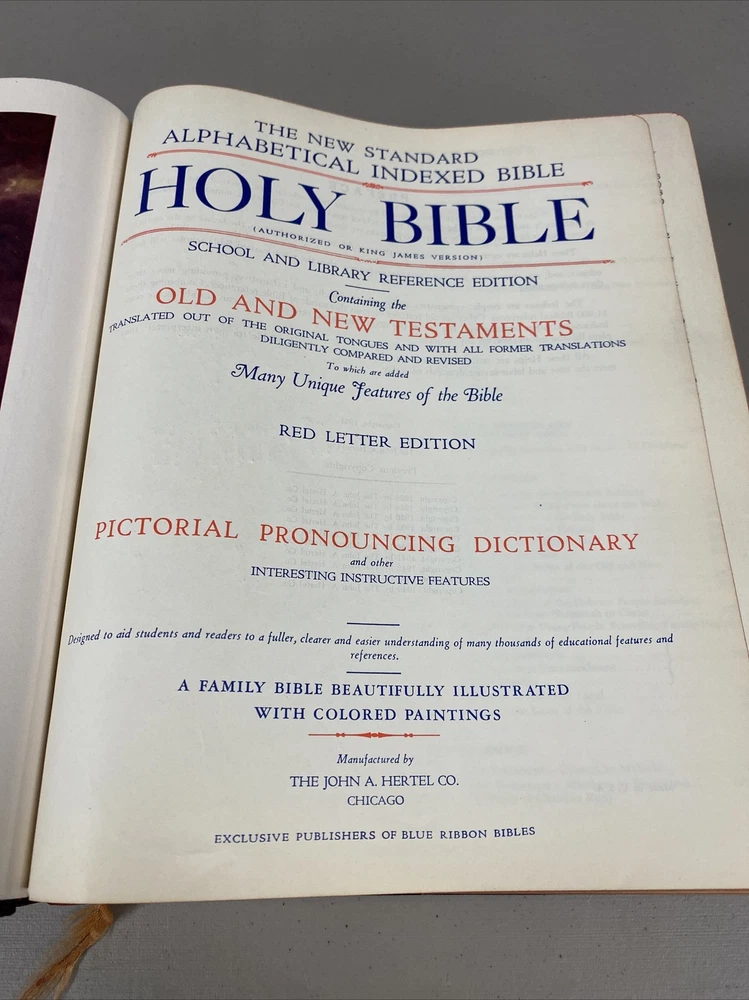 THE NEW STANDARD
ALPHABETICAL INDEXED BIBLE
HOLY BIBLE
(AUTHORIZED OR KING JAMES VERSION)
SCHOOL AND LIBRARY REFERENCE EDITION
Containing the
OLD AND NEW TESTAMENTS
TRANSLATED OUT OF THE ORIGINAL TONGUES AND WITH ALL FORMER TRANSLATIONS
DILIGENTLY COMPARED AND REVISED
To which are added
Many Unique Features of the Bible
RED LETTER EDITION
PICTORIAL PRONOUNCING DICTIONARY
and other
INTERESTING INSTRUCTIVE FEATURES
Designed to aid students and readers to a fuller, clearer and easier understanding of many thousands of educational features and
references.
A FAMILY BIBLE BEAUTIFULLY ILLUSTRATED
WITH COLORED PAINTINGS
Manufactured by
THE JOHN A. HERTEL CO.
CHICAGO
EXCLUSIVE PUBLISHERS OF BLUE RIBBON BIBLES